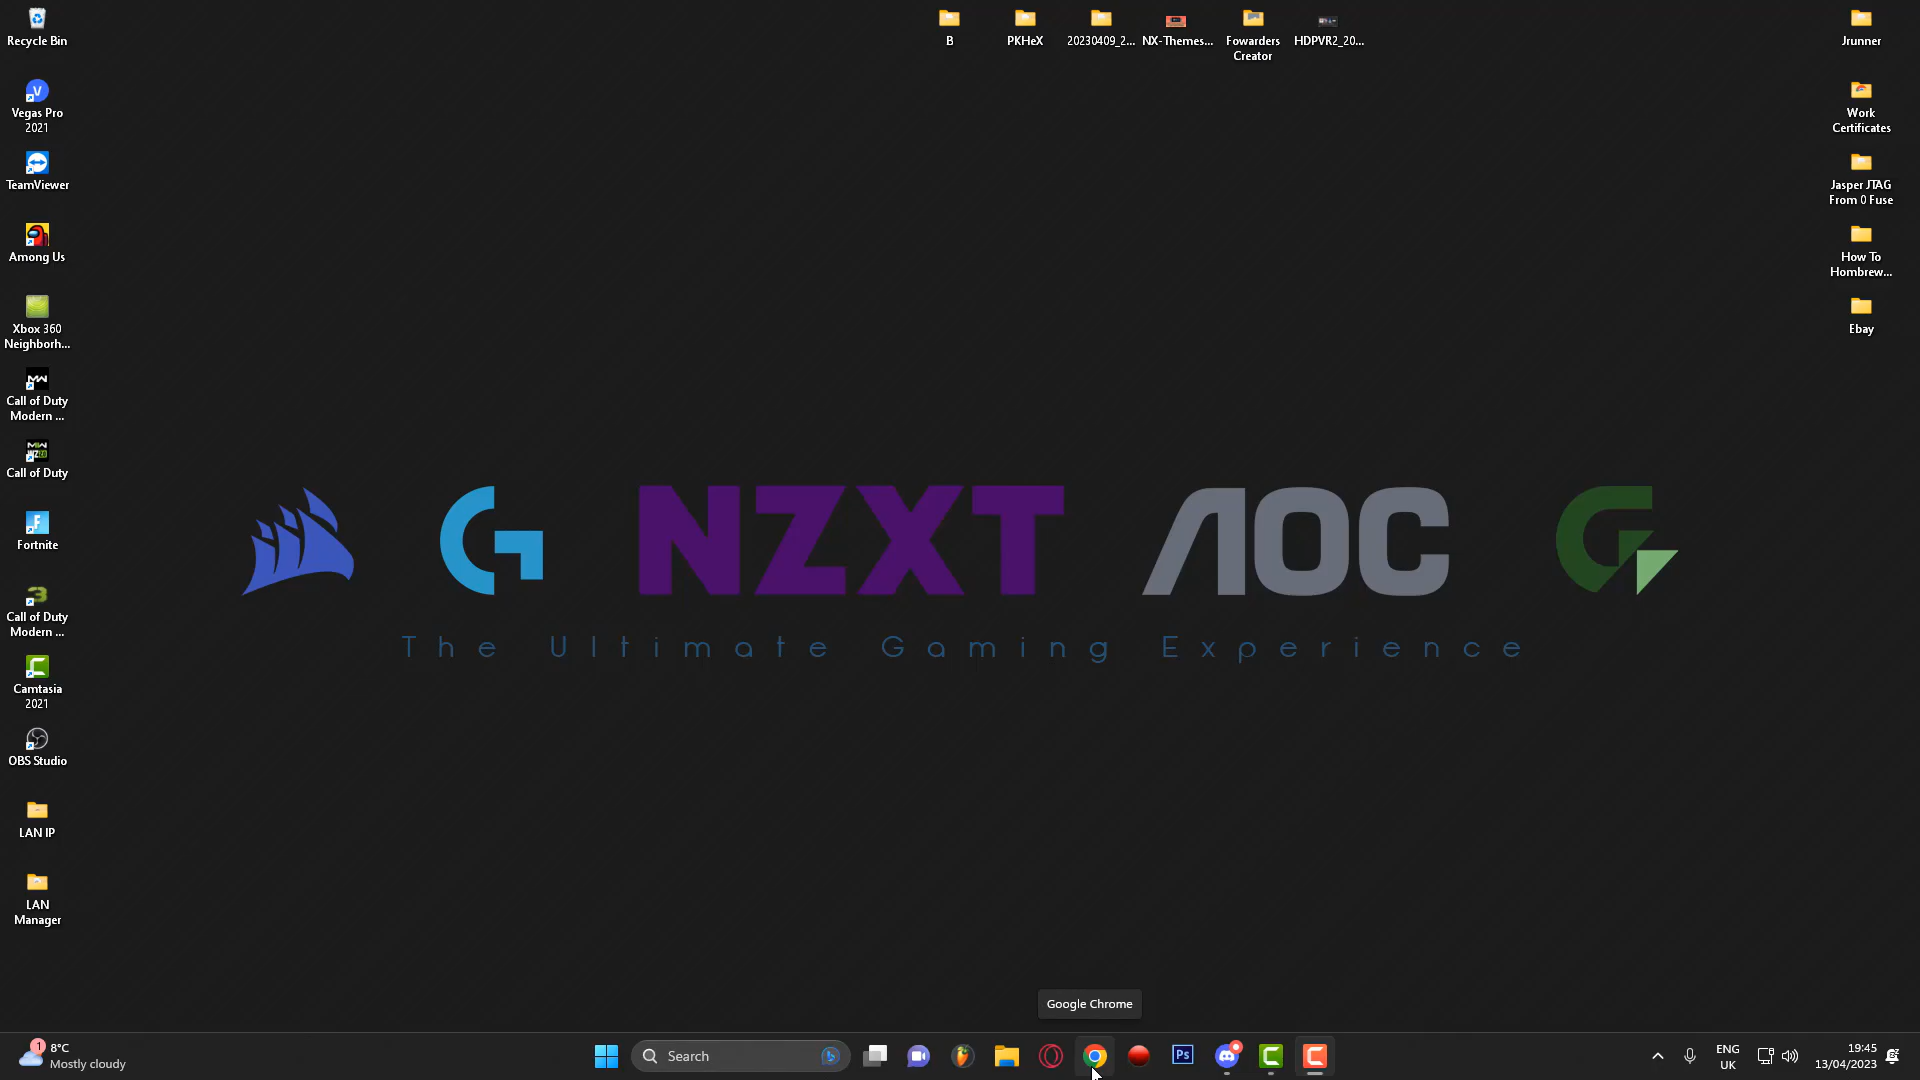 Recycle Bin
Vegas Pro
2021
TeamViewer
Among Us
Xbox 360
Neighborh...
Call of Duty
Modern ...
Call of Duty
Fortnite
Call of Duty
Modern ...
Camtasia
2021
OBS Studio
LAN IP
LAN
Manager
B
PKHeX
20230409_2...
NX-Themes...
Fowarders
Creator
HDPVR2_20...
Jrunner
Work
Certificates
Jasper JTAG
From 0 Fuse
How To
Hombrew...
Ebay
NZXT
AOC
The Ultimate Gaming Experience
Google Chrome
1
8°C
Mostly cloudy
Search
Ps
ENG
UK
19:45
13/04/2023